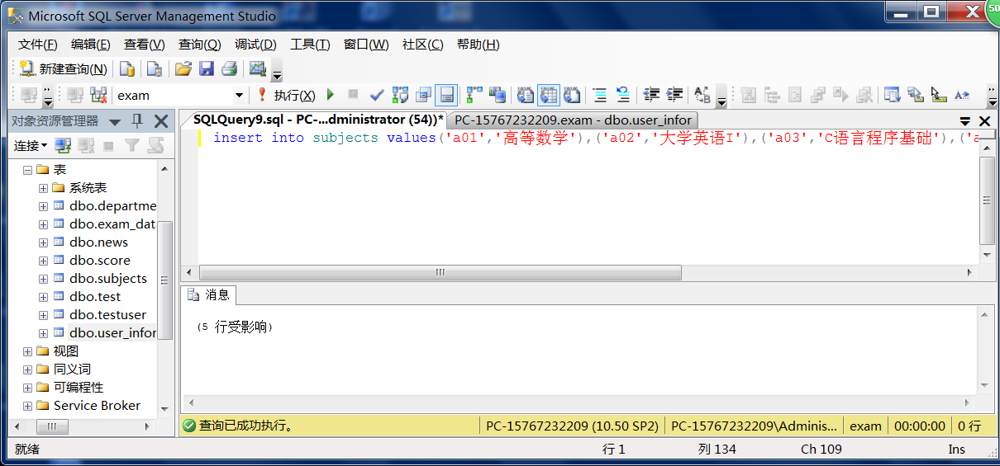 Microsoft SQL Server Management Studio
50
文件(F) 编辑(E) 查看(V) 查询(Q) 调试(D) 工具(T) 窗口(W) 社区(C) 帮助(H)
新建查询(N)
exam 执行(X)
对象资源管理器
SQLQuery9.sql - PC-...dministrator (54))* PC-15767232209.exam - dbo.user_infor
连接
insert into subjects values('a01','高等数学'),('a02','大学英语I'),('a03','C语言程序基础'),('a
表
系统表
dbo.departme
dbo.exam_dat
dbo.news
dbo.score
dbo.subjects
dbo.test
dbo.testuser
dbo.user_infor
视图
同义词
可编程性
Service Broker
消息
(5 行受影响)
查询已成功执行。 PC-15767232209 (10.50 SP2) PC-15767232209\Adminis... exam 00:00:00 0 行
就绪 行 1 列 134 Ch 109 Ins